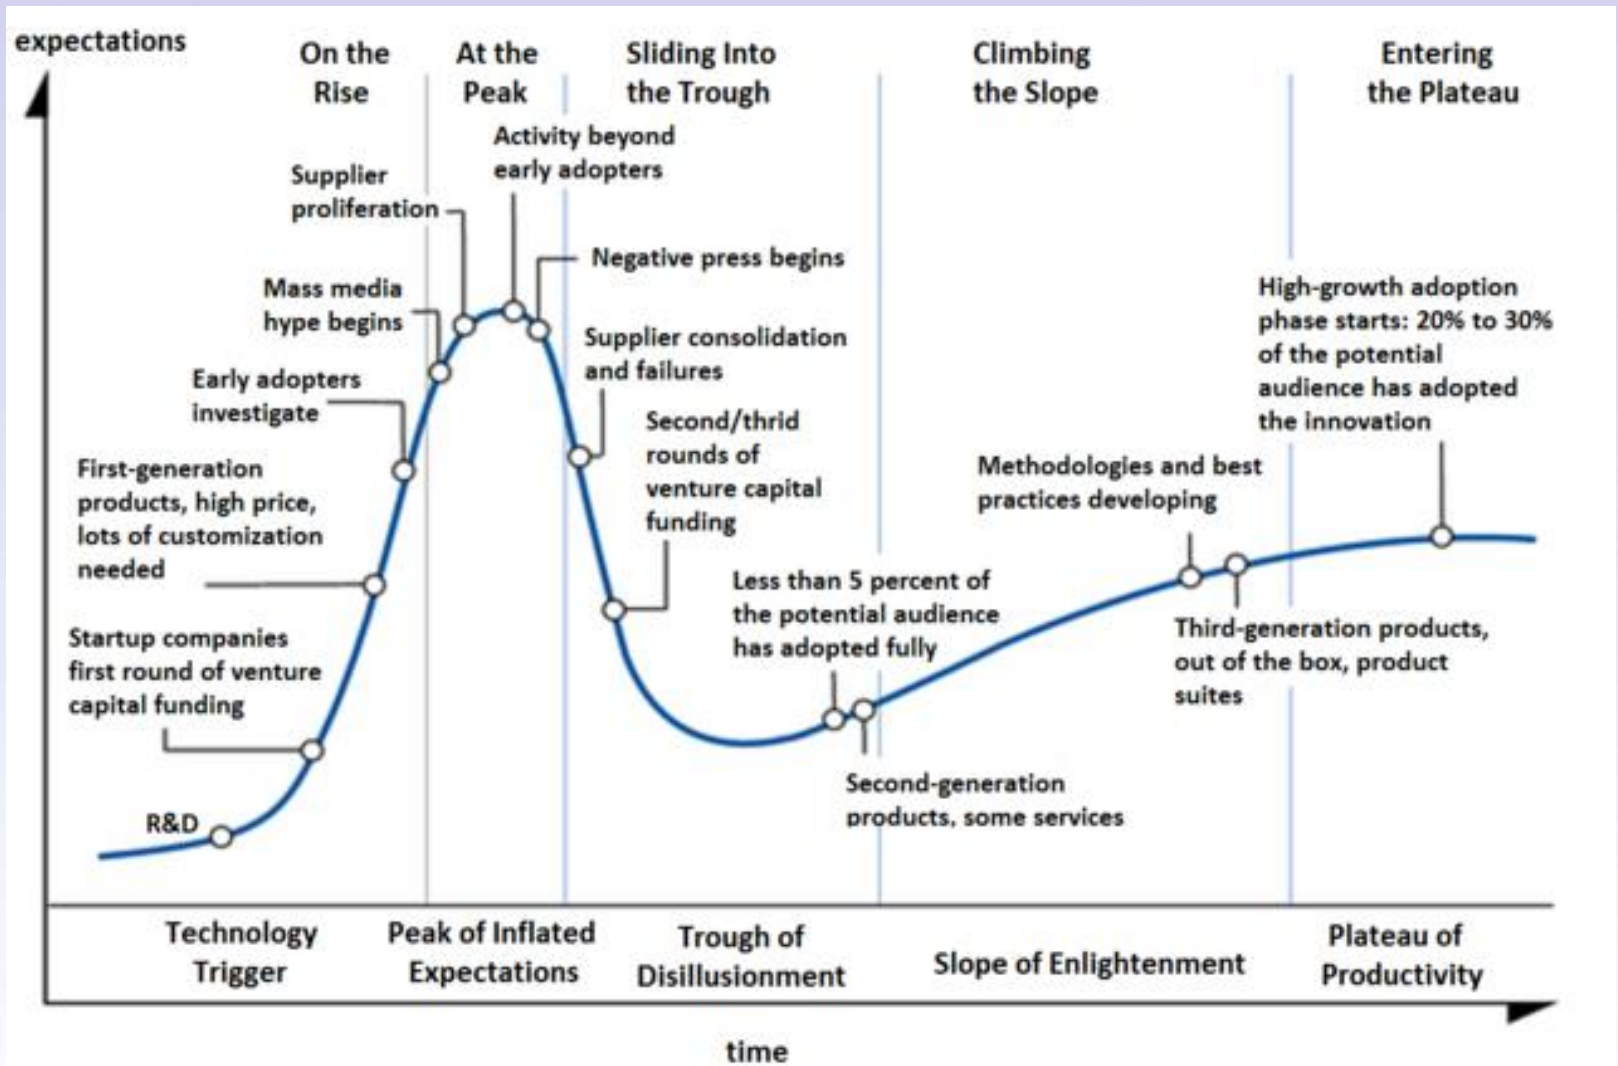 expectations
On the
Rise
At the
Peak
Sliding Into
the Trough
Climbing
the Slope
Entering
the Plateau
Activity beyond
early adopters
Supplier
proliferation
Negative press begins
Mass media
hype begins
Supplier consolidation
and failures
High-growth adoption
phase starts: 20% to 30%
of the potential
audience has adopted
the innovation
Early adopters
investigate
Second/thrid
rounds of
venture capital
funding
First-generation
products, high price,
lots of customization
needed
Methodologies and best
practices developing
Less than 5 percent of
the potential audience
has adopted fully
Startup companies
first round of venture
capital funding
Third-generation products,
out of the box, product
suites
Second-generation
products, some services
R&D
Technology
Trigger
Peak of Inflated
Expectations
Trough of
Disillusionment
Slope of Enlightenment
Plateau of
Productivity
time